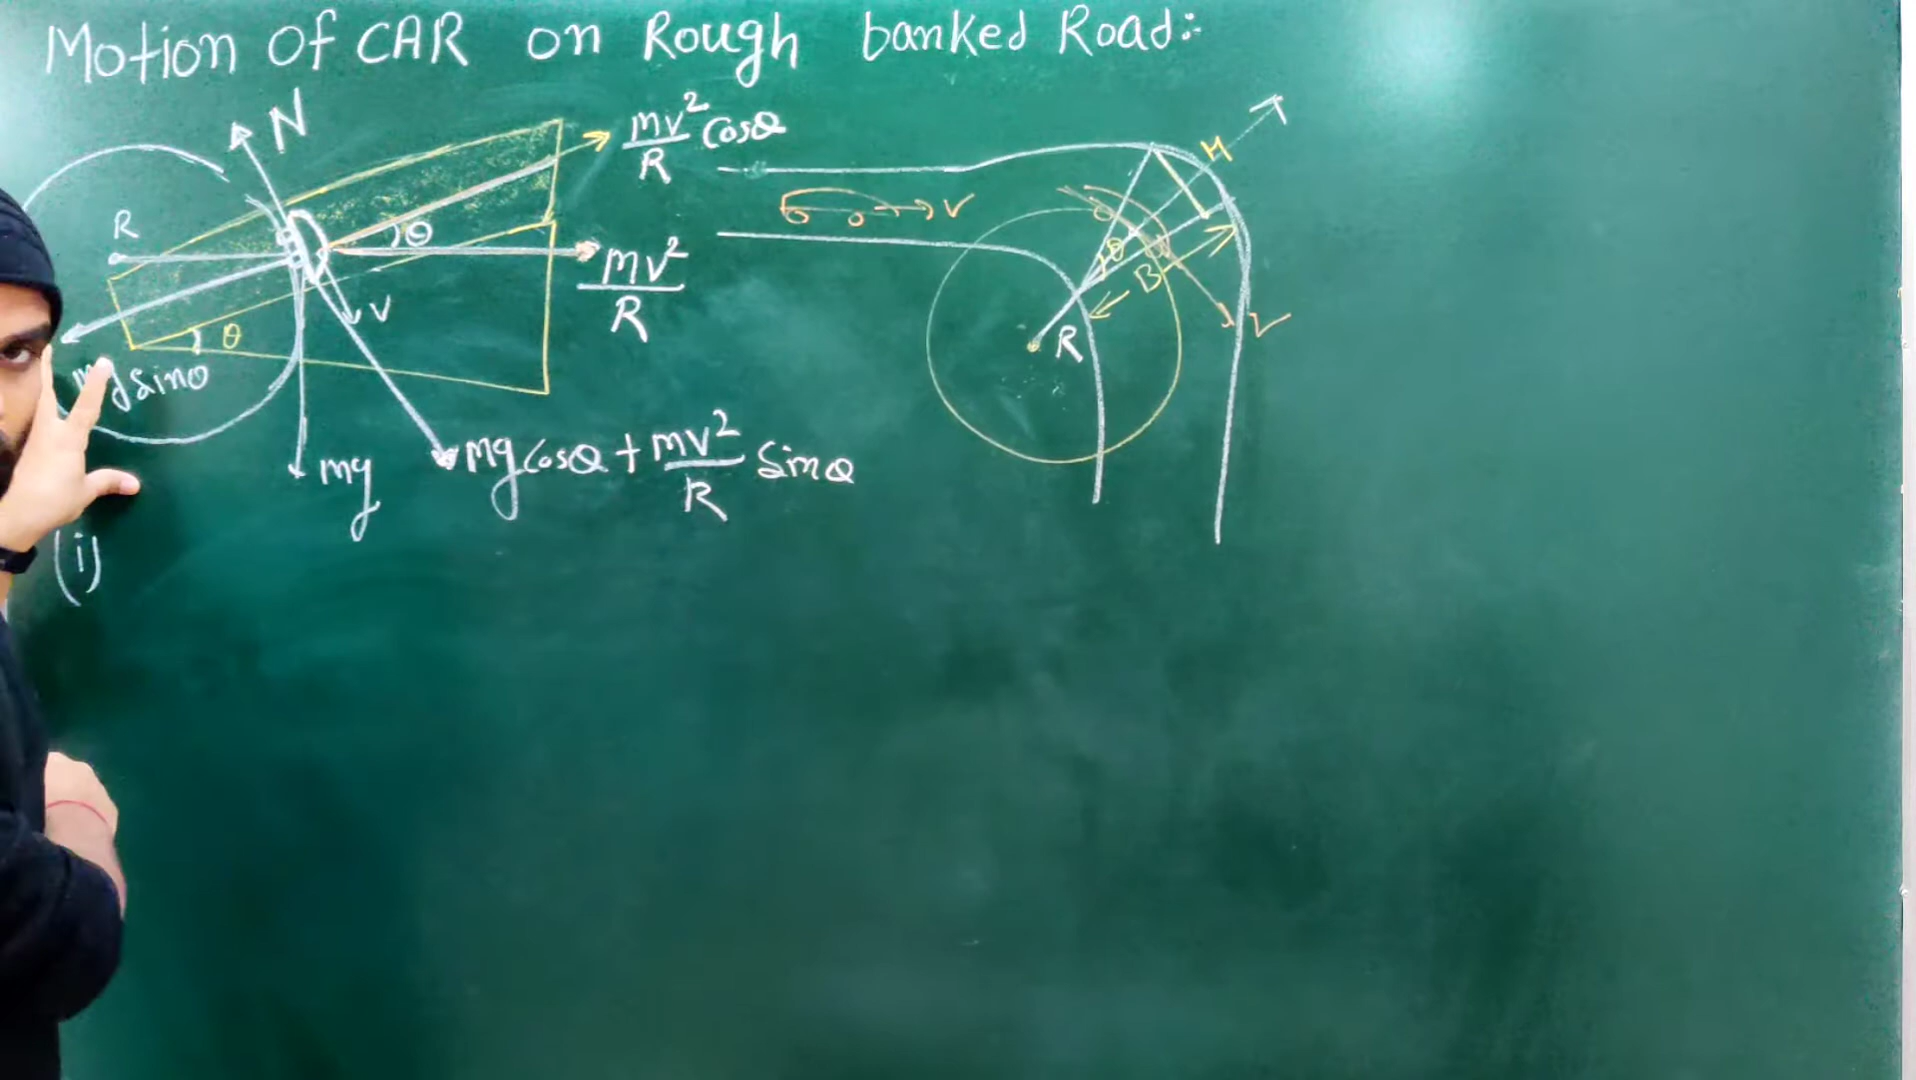 Motion of CAR on Rough banked Road:-
N
mv²/R Cosθ
R
θ
mv²/R
V
θ
mg sinθ
mg
mg cosθ + mv²/R sinθ
(i)
V
H
θ
B
R
V